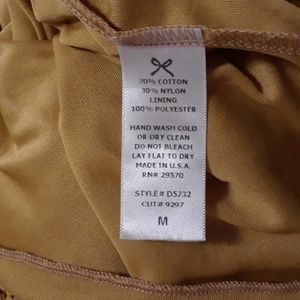 70% COTTON
30% NYLON
LINING
100% POLYESTER
HAND WASH COLD
OR DRY CLEAN
DO NOT BLEACH
LAY FLAT TO DRY
MADE IN U.S.A.
RN# 29570
STYLE# D5732
CUT# 9297
M